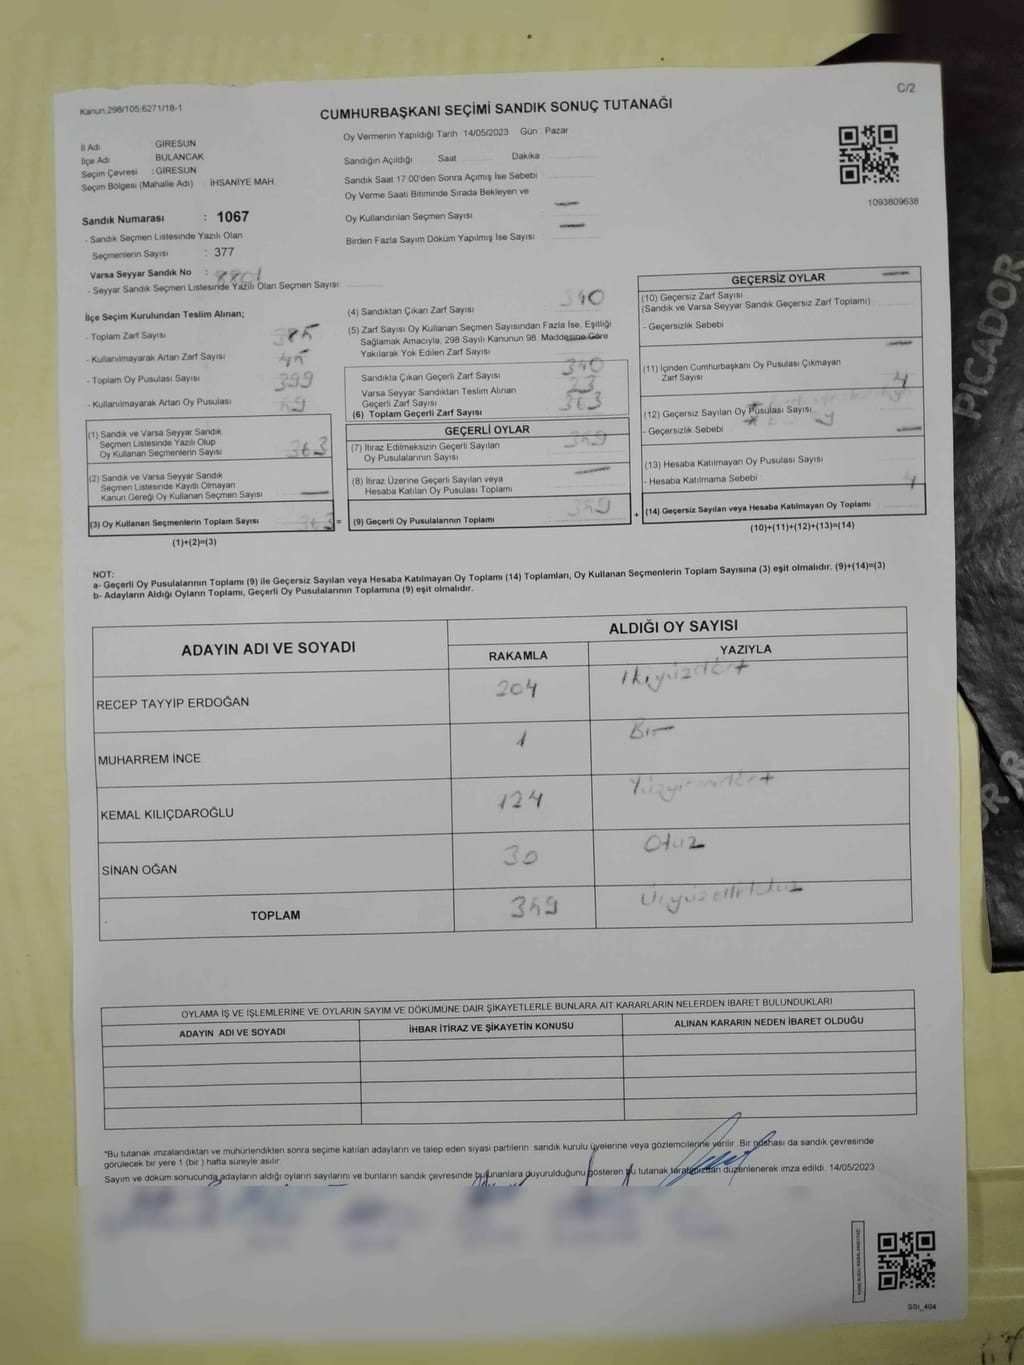 Kanun.298/105,6271/18-1
C/2
CUMHURBAŞKANI SEÇİMİ SANDIK SONUÇ TUTANAĞI
İl Adı GİRESUN
İlçe Adı BULANCAK
Seçim Çevresi : GİRESUN
Seçim Bölgesi (Mahalle Adı) İHSANİYE MAH.
Sandık Numarası : 1067
- Sandık Seçmen Listesinde Yazılı Olan
Seçmenlerin Sayısı : 377
Varsa Seyyar Sandık No :
- Seyyar Sandık Seçmen Listesinde Yazılı Olan Seçmen Sayısı
Oy Vermenin Yapıldığı Tarih 14/05/2023 Gün : Pazar
Sandığın Açıldığı Saat Dakika
Sandık Saat 17:00'den Sonra Açımış İse Sebebi
Oy Verme Saati Bitiminde Sırada Bekleyen ve
Oy Kullandırılan Seçmen Sayısı
Birden Fazla Sayım Döküm Yapılmış İse Sayısı
1093809638
İlçe Seçim Kurulundan Teslim Alınan;
- Toplam Zarf Sayısı
- Kullanılmayarak Artan Zarf Sayısı
- Toplam Oy Pusulası Sayısı 399
- Kullanılmayarak Artan Oy Pusulası
(1) Sandık ve Varsa Seyyar Sandık
Seçmen Listesinde Yazılı Olup
Oy Kullanan Seçmenlerin Sayısı 363
(2) Sandık ve Varsa Seyyar Sandık
Seçmen Listesinde Kayıtlı Olmayan
Kanun Gereği Oy Kullanan Seçmen Sayısı
(3) Oy Kullanan Seçmenlerin Toplam Sayısı 363 =
(1)+(2)=(3)
(4) Sandıktan Çıkan Zarf Sayısı 340
(5) Zarf Sayısı Oy Kullanan Seçmen Sayısından Fazla İse, Eşitliği
Sağlamak Amacıyla; 298 Sayılı Kanunun 98. Maddesine Göre
Yakılarak Yok Edilen Zarf Sayısı
Sandıkta Çıkan Geçerli Zarf Sayısı 340
Varsa Seyyar Sandıktan Teslim Alınan
Geçerli Zarf Sayısı 23
(6) Toplam Geçerli Zarf Sayısı 363
GEÇERLİ OYLAR
(7) İtiraz Edilmeksizin Geçerli Sayılan
Oy Pusulalarının Sayısı 359
(8) İtiraz Üzerine Geçerli Sayılan veya
Hesaba Katılan Oy Pusulası Toplamı
(9) Geçerli Oy Pusulalarının Toplamı 359 +
GEÇERSİZ OYLAR
(10) Geçersiz Zarf Sayısı
(Sandık ve Varsa Seyyar Sandık Geçersiz Zarf Toplamı)
- Geçersizlik Sebebi
(11) İçinden Cumhurbaşkanı Oy Pusulası Çıkmayan
Zarf Sayısı
(12) Geçersiz Sayılan Oy Pusulası Sayısı
- Geçersizlik Sebebi
(13) Hesaba Katılmayan Oy Pusulası Sayısı
- Hesaba Katılmama Sebebi
(14) Geçersiz Sayılan veya Hesaba Katılmayan Oy Toplamı 4
(10)+(11)+(12)+(13)=(14)
NOT:
a- Geçerli Oy Pusulalarının Toplamı (9) ile Geçersiz Sayılan veya Hesaba Katılmayan Oy Toplamı (14) Toplamları, Oy Kullanan Seçmenlerin Toplam Sayısına (3) eşit olmalıdır. (9)+(14)=(3)
b- Adayların Aldığı Oyların Toplamı, Geçerli Oy Pusulalarının Toplamına (9) eşit olmalıdır.
ADAYIN ADI VE SOYADI ALDIĞI OY SAYISI
RAKAMLA YAZIYLA
RECEP TAYYİP ERDOĞAN 204 İkiyüzdört
MUHARREM İNCE 1 Bir
KEMAL KILIÇDAROĞLU 124 Yüzyirmidört
SİNAN OĞAN 30 Otuz
TOPLAM 359 Üçyüzellidokuz
OYLAMA İŞ VE İŞLEMLERİNE VE OYLARIN SAYIM VE DÖKÜMÜNE DAİR ŞİKAYETLERLE BUNLARA AİT KARARLARIN NELERDEN İBARET BULUNDUKLARI
ADAYIN ADI VE SOYADI İHBAR İTİRAZ VE ŞİKAYETİN KONUSU ALINAN KARARIN NEDEN İBARET OLDUĞU
*Bu tutanak imzalandıktan ve mühürlendikten sonra seçime katılan adayların ve talep eden siyasi partilerin sandık kurulu üyelerine veya gözlemcilerine verilir. Bir nüshası da sandık çevresinde
görülecek bir yere 1 (bir) hafta süreyle asılır.
Sayım ve döküm sonucunda adayların aldığı oyların sayılarını ve bunların sandık çevresinde bulunanlara duyurulduğunu gösteren bu tutanak tarafımızdan düzenlenerek imza edildi. 14/05/2023
SSI_404
PICADOR